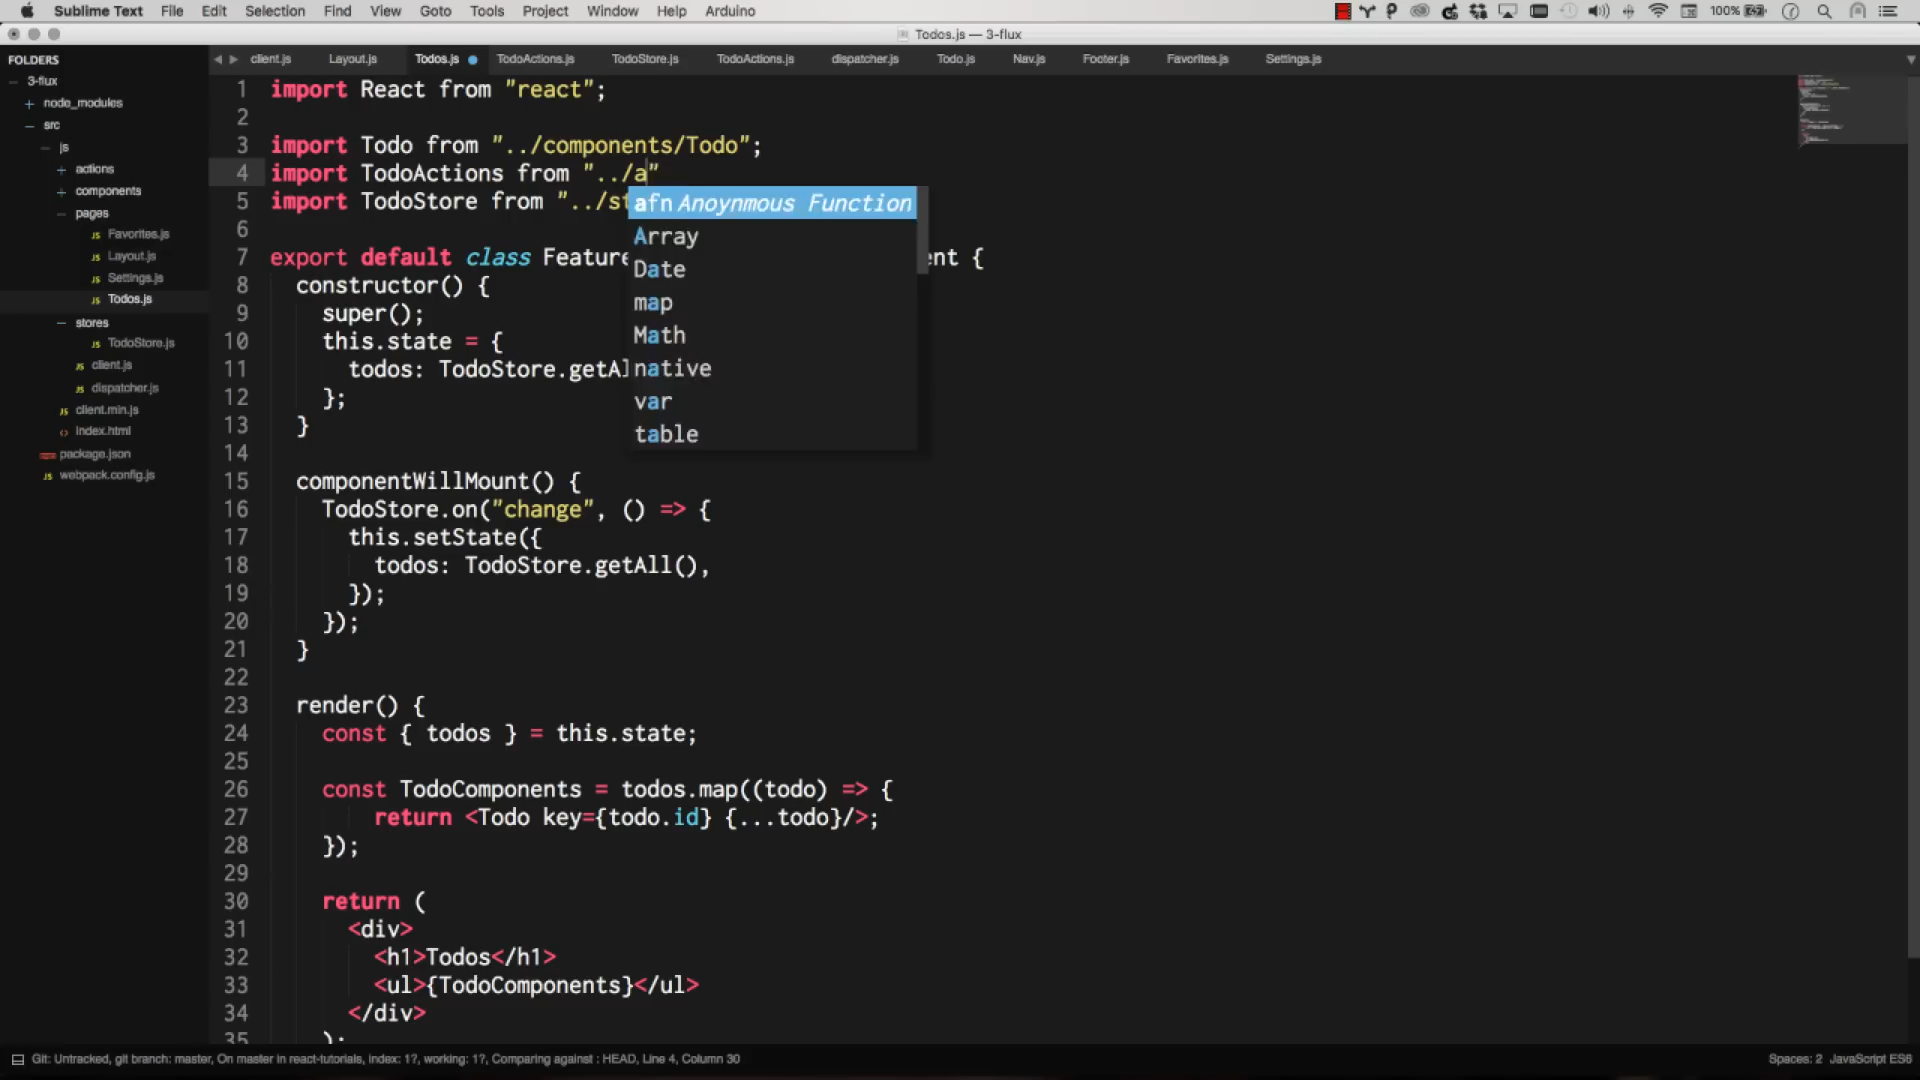 Sublime Text File Edit Selection Find View Goto Tools Project Window Help Arduino 100%
Todos.js — 3-flux
FOLDERS
3-flux
node_modules
src
js
actions
components
pages
Favorites.js
Layout.js
Settings.js
Todos.js
stores
TodoStore.js
client.js
dispatcher.js
client.min.js
index.html
package.json
webpack.config.js
client.js Layout.js Todos.js TodoActions.js TodoStore.js TodoActions.js dispatcher.js Todo.js Nav.js Footer.js Favorites.js Settings.js
1 import React from "react";
2
3 import Todo from "../components/Todo";
4 import TodoActions from "../a"
5 import TodoStore from "../st
6
7 export default class Feature nt {
8 constructor() {
9 super();
10 this.state = {
11 todos: TodoStore.getAl
12 };
13 }
14
15 componentWillMount() {
16 TodoStore.on("change", () => {
17 this.setState({
18 todos: TodoStore.getAll(),
19 });
20 });
21 }
22
23 render() {
24 const { todos } = this.state;
25
26 const TodoComponents = todos.map((todo) => {
27 return <Todo key={todo.id} {...todo}/>;
28 });
29
30 return (
31 <div>
32 <h1>Todos</h1>
33 <ul>{TodoComponents}</ul>
34 </div>
35 );
afn Anoynmous Function
Array
Date
map
Math
native
var
table
Git: Untracked, git branch: master, On master in react-tutorials, index: 1?, working: 1?, Comparing against : HEAD, Line 4, Column 30 Spaces: 2 JavaScript ES6